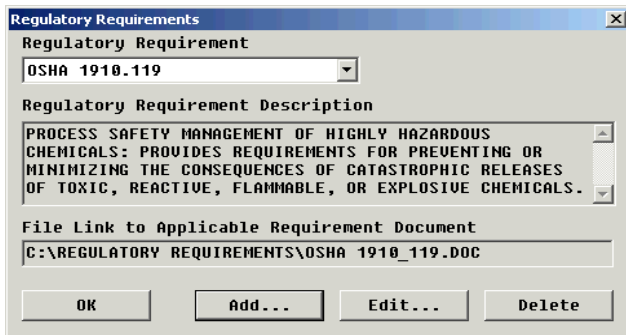 Regulatory Requirements
Regulatory Requirement
OSHA 1910.119
Regulatory Requirement Description
PROCESS SAFETY MANAGEMENT OF HIGHLY HAZARDOUS
CHEMICALS: PROVIDES REQUIREMENTS FOR PREVENTING OR
MINIMIZING THE CONSEQUENCES OF CATASTROPHIC RELEASES
OF TOXIC, REACTIVE, FLAMMABLE, OR EXPLOSIVE CHEMICALS.
File Link to Applicable Requirement Document
C:\REGULATORY REQUIREMENTS\OSHA 1910_119.DOC
OK Add... Edit... Delete